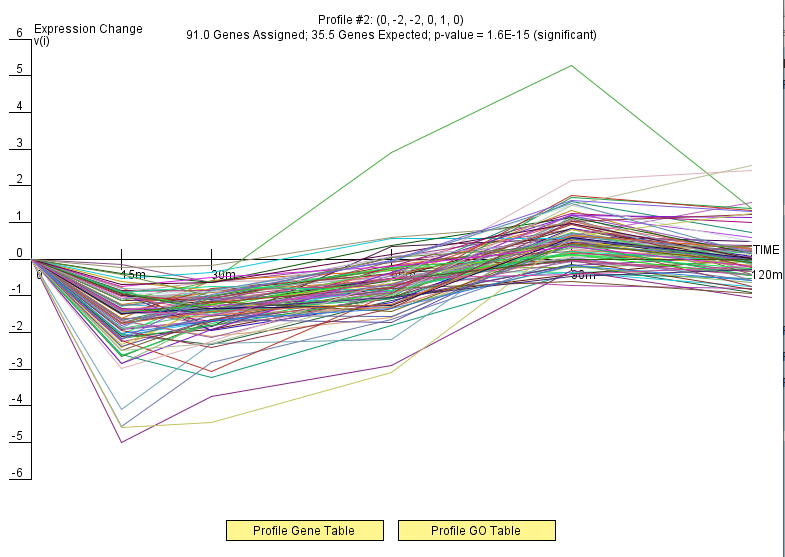 Profile #2: (0, -2, -2, 0, 1, 0)
91.0 Genes Assigned; 35.5 Genes Expected; p-value = 1.6E-15 (significant)
Expression Change
v(i)
6
5
4
3
2
1
0
-1
-2
-3
-4
-5
-6
TIME
0
15m
30m
120m
Profile Gene Table
Profile GO Table